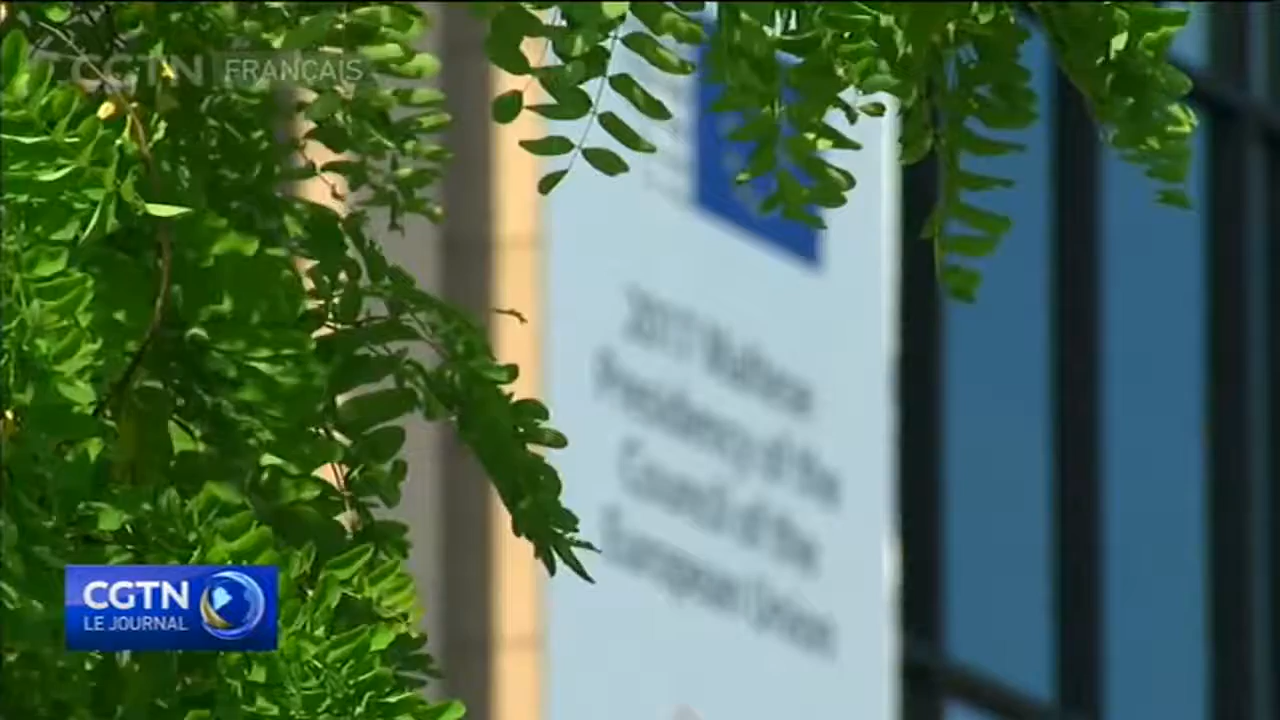 CGTN FRANÇAIS
2017 Maltese
Presidency of the
Council of the
European Union
CGTN
LE JOURNAL